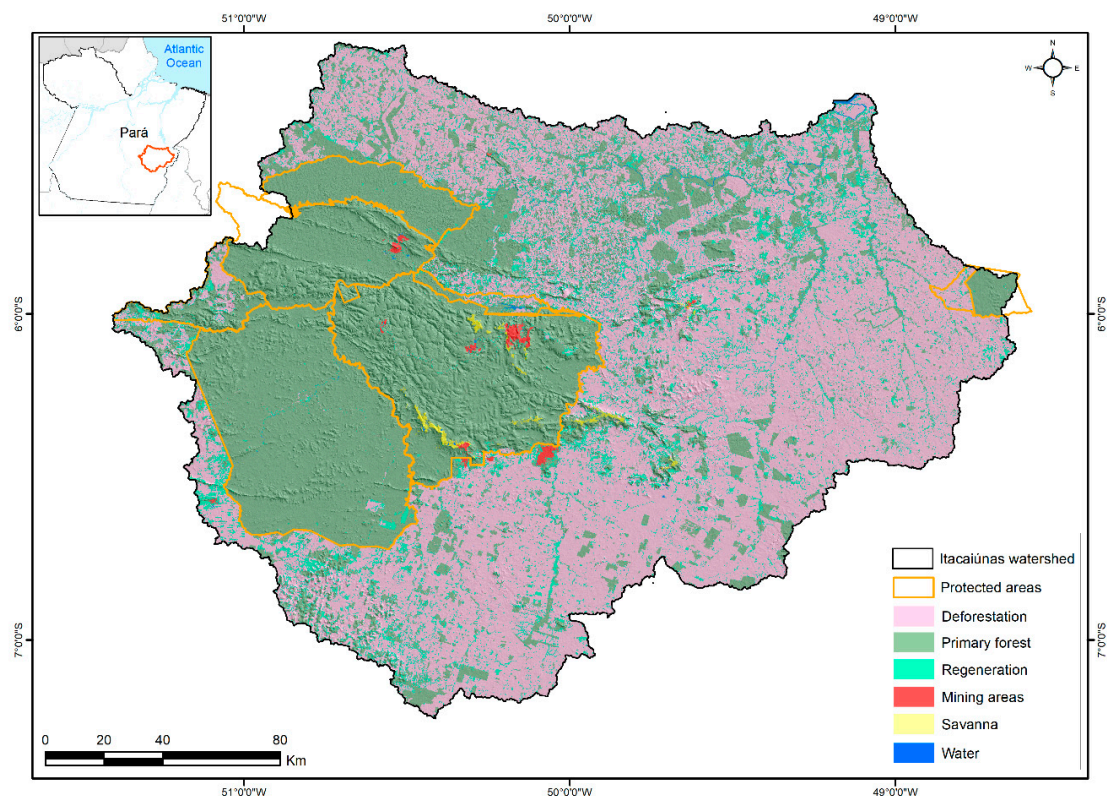 51°0'0"W 50°0'0"W 49°0'0"W
Atlantic
Ocean
Pará
N
W E
S
6°0'0"S 6°0'0"S
7°0'0"S 7°0'0"S
Itacaiúnas watershed
Protected areas
Deforestation
Primary forest
Regeneration
Mining areas
Savanna
Water
0 20 40 60 80
Km
51°0'0"W 50°0'0"W 49°0'0"W